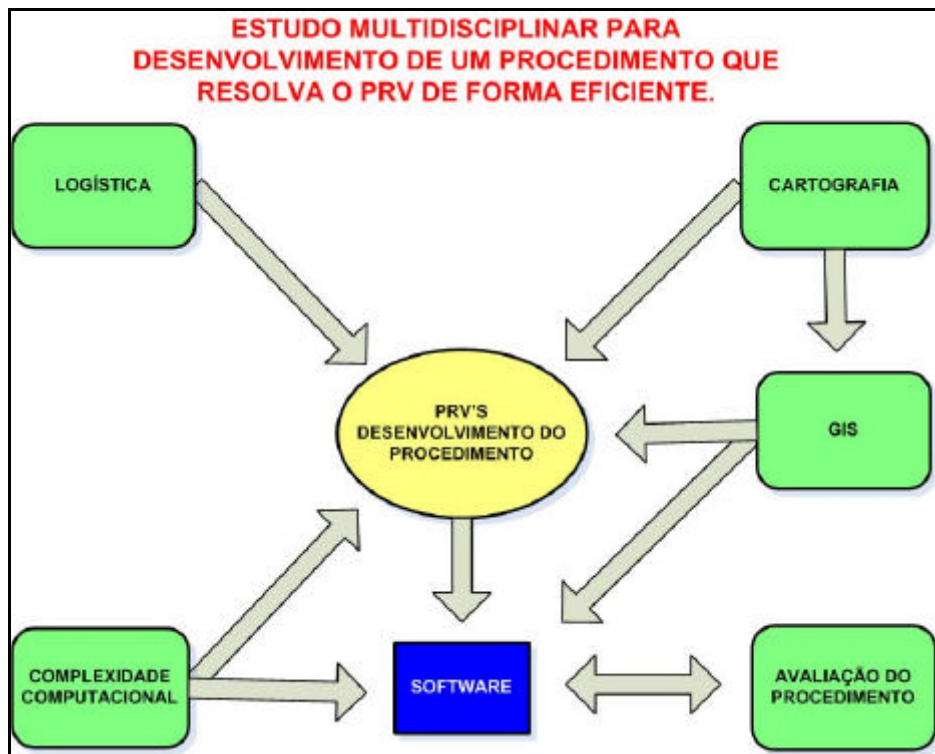 ESTUDO MULTIDISCIPLINAR PARA
DESENVOLVIMENTO DE UM PROCEDIMENTO QUE
RESOLVA O PRV DE FORMA EFICIENTE.
LOGÍSTICA
CARTOGRAFIA
PRV'S
DESENVOLVIMENTO DO
PROCEDIMENTO
GIS
COMPLEXIDADE
COMPUTACIONAL
SOFTWARE
AVALIAÇÃO DO
PROCEDIMENTO